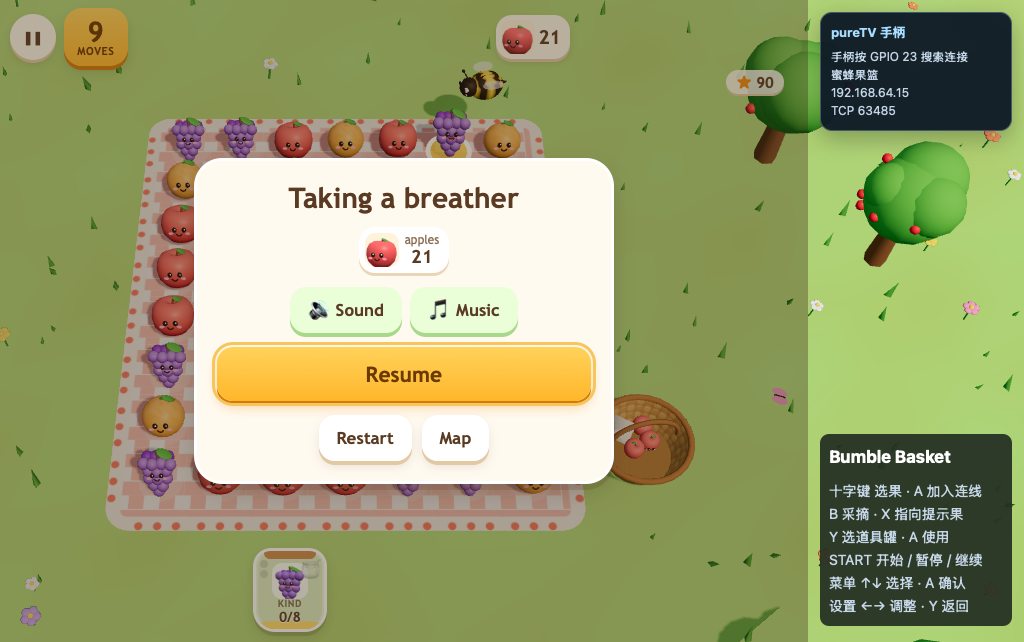 9
MOVES
21
90
pureTV 手柄
手柄按 GPIO 23 搜索连接
蜜蜂果篮
192.168.64.15
TCP 63485
Taking a breather
apples
21
Sound
Music
Resume
Restart
Map
KIND
0/8
Bumble Basket
十字键 选果 · A 加入连线
B 采摘 · X 指向提示果
Y 选道具罐 · A 使用
START 开始 / 暂停 / 继续
菜单 ↑↓ 选择 · A 确认
设置 ←→ 调整 · Y 返回